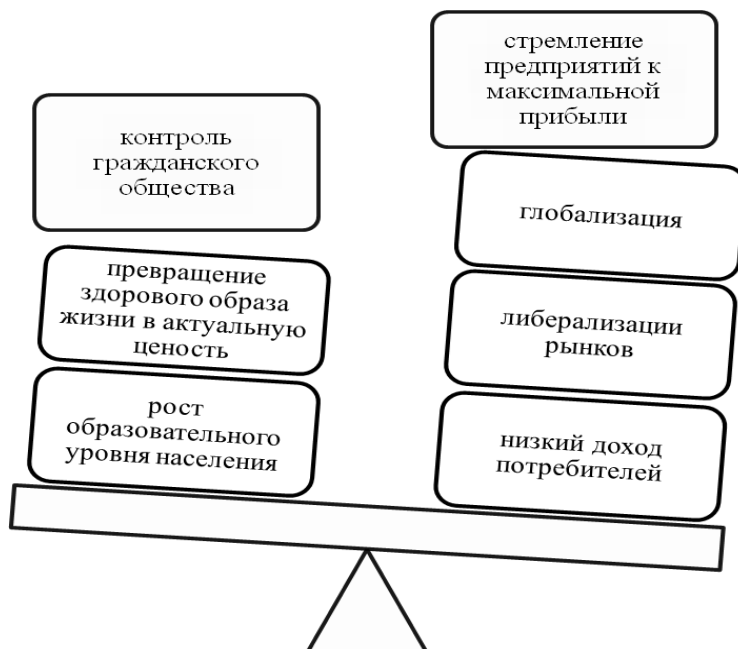 контроль
гражданского
общества
превращение
здорового образа
жизни в актуальную
ценость
рост
образовательного
уровня населения
стремление
предприятий к
максимальной
прибыли
глобализация
либерализации
рынков
низкий доход
потребителей